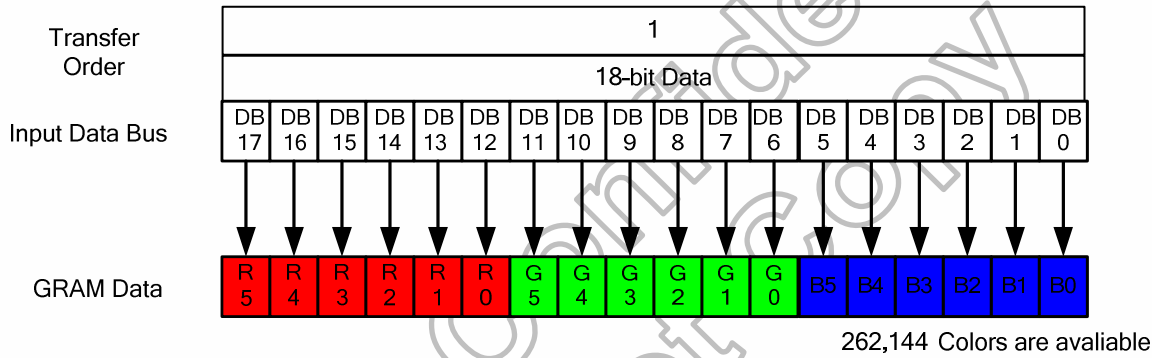 Transfer Order
1
18-bit Data
Input Data Bus
DB 17 DB 16 DB 15 DB 14 DB 13 DB 12 DB 11 DB 10 DB 9 DB 8 DB 7 DB 6 DB 5 DB 4 DB 3 DB 2 DB 1 DB 0
GRAM Data
R 5 R 4 R 3 R 2 R 1 R 0 G 5 G 4 G 3 G 2 G 1 G 0 B5 B4 B3 B2 B1 B0
262,144 Colors are avaliable
Confide
t Copy